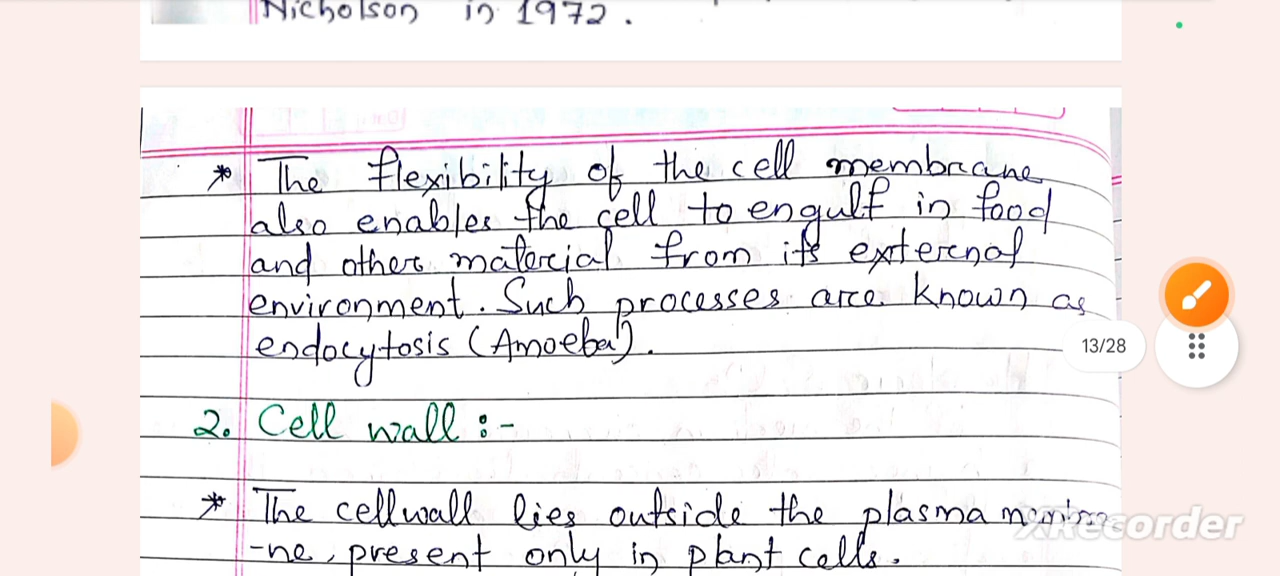 Nicholson in 1972.
* The flexibility of the cell membrane
also enables the cell to engulf in food
and other material from its external
environment. Such processes are known as
endocytosis (Amoeba).
13/28
2. Cell wall :-
* The cellwall lies outside the plasma membra
-ne, present only in plant cells.
XRecorder